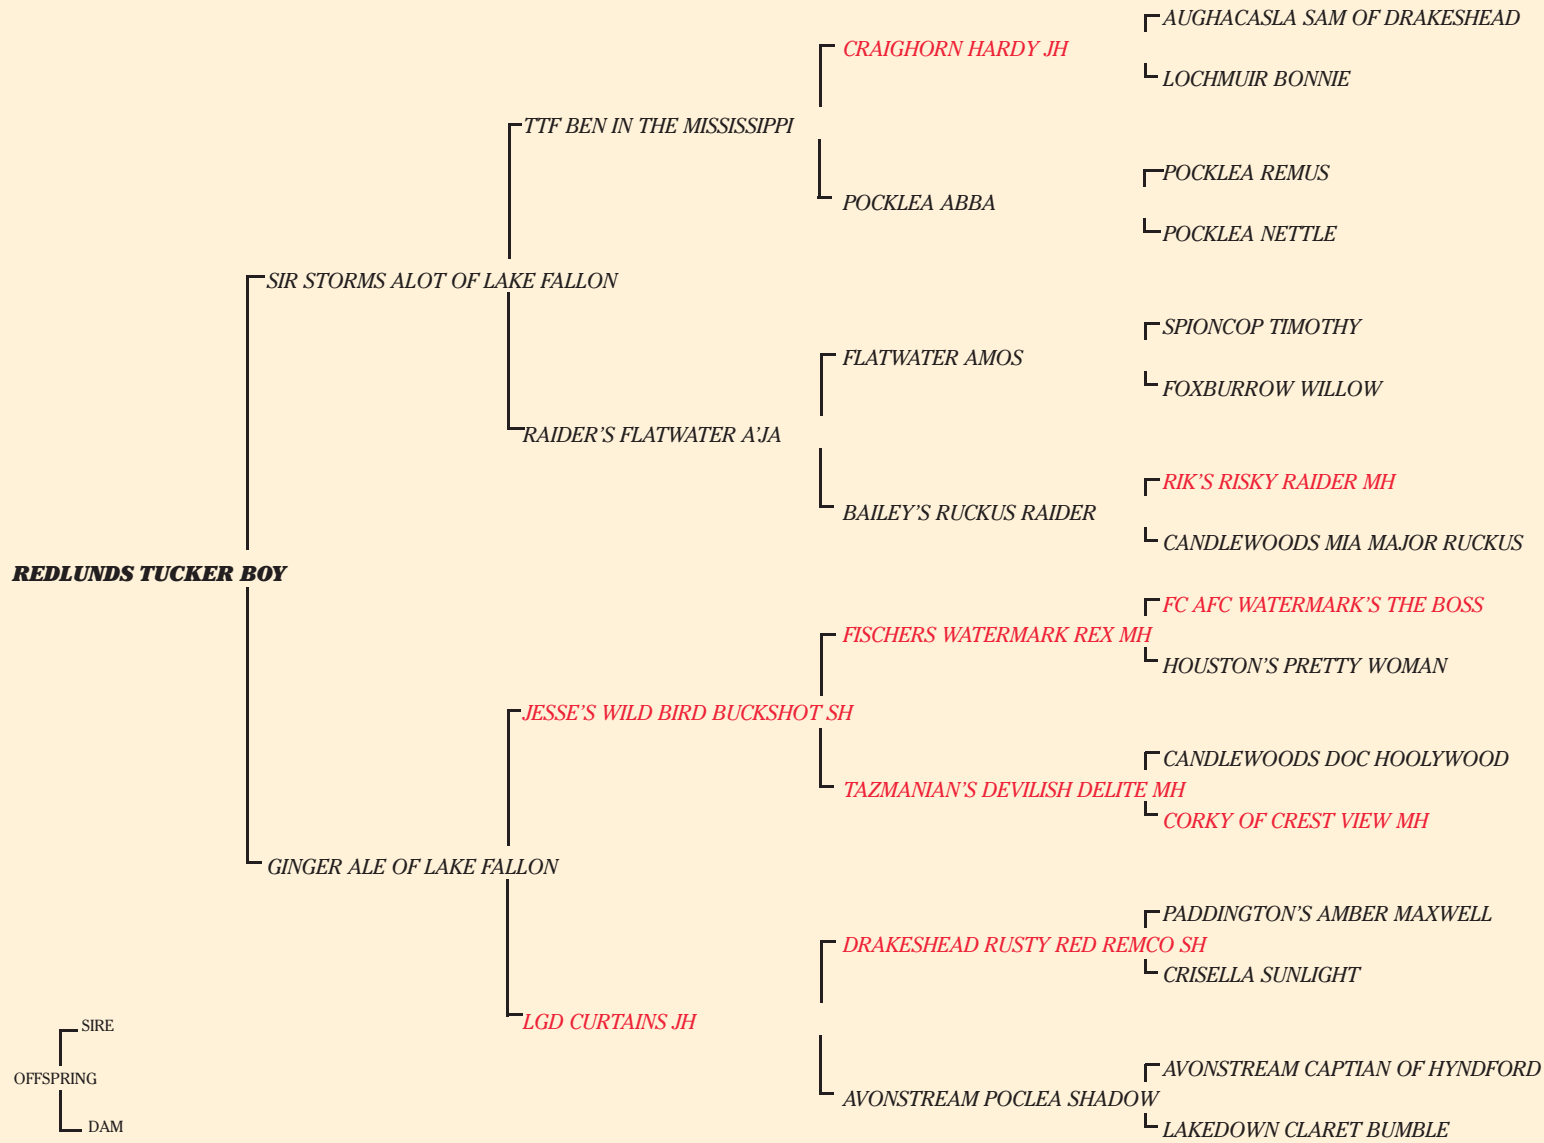 AUGHACASLA SAM OF DRAKESHEAD
CRAIGHORN HARDY JH
LOCHMUIR BONNIE
TTF BEN IN THE MISSISSIPPI
POCKLEA REMUS
POCKLEA ABBA
POCKLEA NETTLE
SIR STORMS ALOT OF LAKE FALLON
SPIONCOP TIMOTHY
FLATWATER AMOS
FOXBURROW WILLOW
RAIDER'S FLATWATER A'JA
RIK'S RISKY RAIDER MH
BAILEY'S RUCKUS RAIDER
CANDLEWOODS MIA MAJOR RUCKUS
REDLUNDS TUCKER BOY
FC AFC WATERMARK'S THE BOSS
FISCHERS WATERMARK REX MH
HOUSTON'S PRETTY WOMAN
JESSE'S WILD BIRD BUCKSHOT SH
CANDLEWOODS DOC HOOLYWOOD
TAZMANIAN'S DEVILISH DELITE MH
CORKY OF CREST VIEW MH
GINGER ALE OF LAKE FALLON
PADDINGTON'S AMBER MAXWELL
DRAKESHEAD RUSTY RED REMCO SH
CRISELLA SUNLIGHT
LGD CURTAINS JH
AVONSTREAM CAPTIAN OF HYNDFORD
AVONSTREAM POCLEA SHADOW
LAKEDOWN CLARET BUMBLE
SIRE
OFFSPRING
DAM